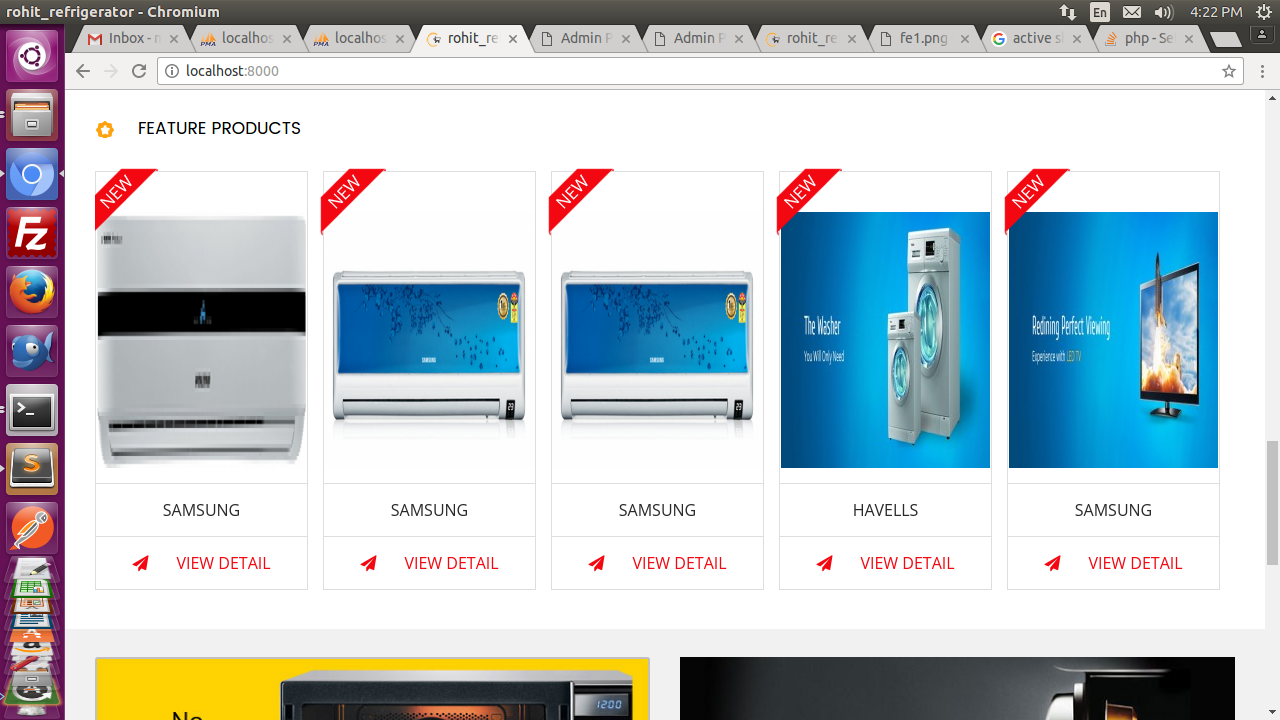 rohit_refrigerator - Chromium
En
4:22 PM
Inbox - n
localhos
localhos
rohit_re
Admin P
Admin P
rohit_re
fe1.png
active sl
php - Se
localhost:8000
FEATURE PRODUCTS
NEW
NEW
NEW
NEW
NEW
SAMSUNG
SAMSUNG
The Washer
You Will Only Need
Redining Perfect Viewing
Experience with LED TV
SAMSUNG
SAMSUNG
SAMSUNG
HAVELLS
SAMSUNG
VIEW DETAIL
VIEW DETAIL
VIEW DETAIL
VIEW DETAIL
VIEW DETAIL
No
1200